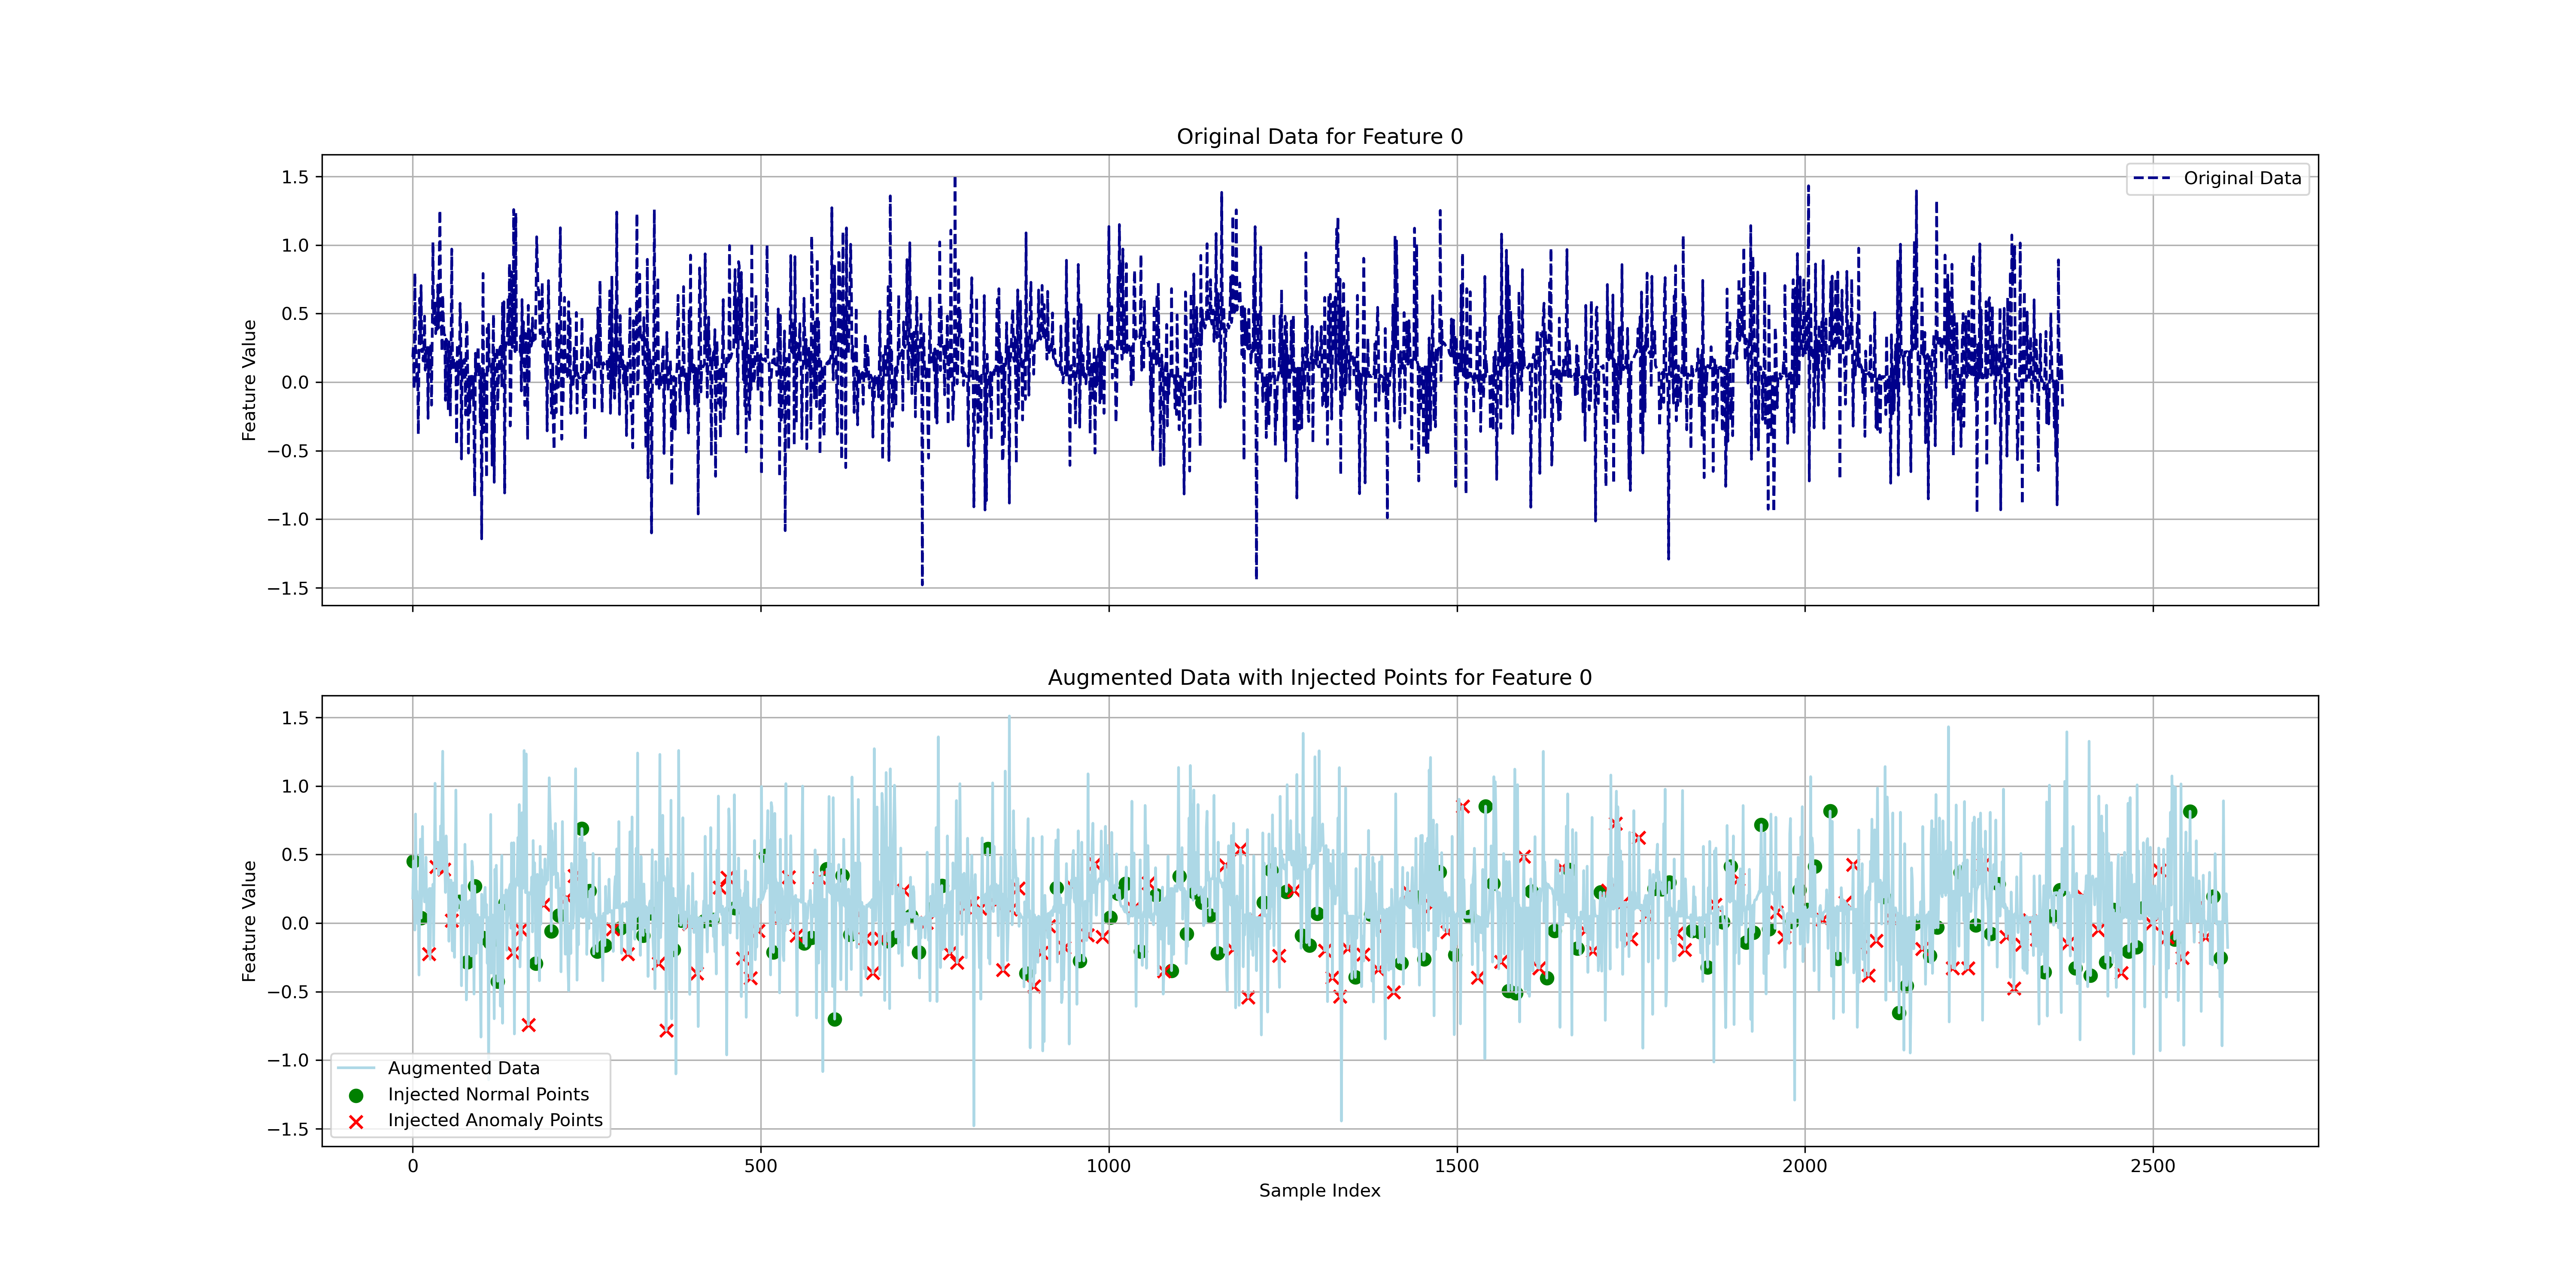 Original Data for Feature 0
1.5
1.0
0.5
0.0
−0.5
−1.0
−1.5
Feature Value
Original Data
Augmented Data with Injected Points for Feature 0
1.5
1.0
0.5
0.0
−0.5
−1.0
−1.5
Feature Value
Augmented Data
Injected Normal Points
Injected Anomaly Points
0
500
1000
1500
2000
2500
Sample Index